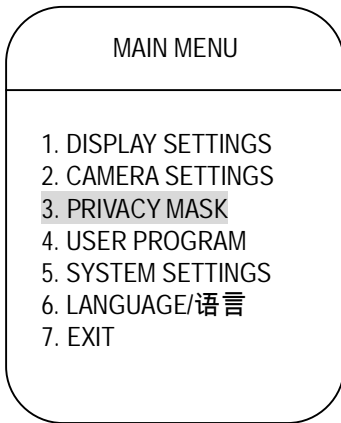 MAIN MENU
1. DISPLAY SETTINGS
2. CAMERA SETTINGS
3. PRIVACY MASK
4. USER PROGRAM
5. SYSTEM SETTINGS
6. LANGUAGE/语言
7. EXIT